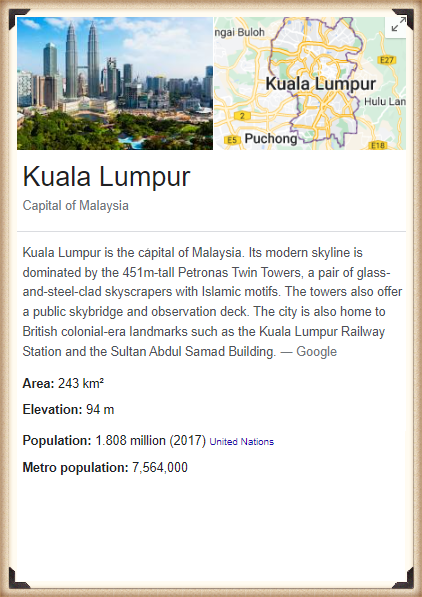 ngai Buloh
E27
Kuala Lumpur
Hulu Lan
2
E5
Puchong
E18
Kuala Lumpur
Capital of Malaysia
Kuala Lumpur is the cápital of Malaysia. Its modern skyline is
dominated by the 451m-tall Petronas Twin Towers, a pair of glass-
and-steel-clad skyscrapers with Islamic motifs. The towers also offer
a public skybridge and observation deck. The city is also home to
British colonial-era landmarks such as the Kuala Lumpur Railway
Station and the Sultan Abdul Samad Building. — Google
Area: 243 km²
Elevation: 94 m
Population: 1.808 million (2017) United Nations
Metro population: 7,564,000